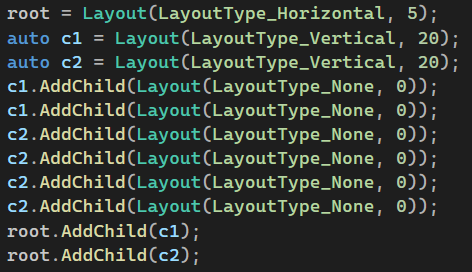 root = Layout(LayoutType_Horizontal, 5);
auto c1 = Layout(LayoutType_Vertical, 20);
auto c2 = Layout(LayoutType_Vertical, 20);
c1.AddChild(Layout(LayoutType_None, 0));
c1.AddChild(Layout(LayoutType_None, 0));
c2.AddChild(Layout(LayoutType_None, 0));
c2.AddChild(Layout(LayoutType_None, 0));
c2.AddChild(Layout(LayoutType_None, 0));
c2.AddChild(Layout(LayoutType_None, 0));
root.AddChild(c1);
root.AddChild(c2);